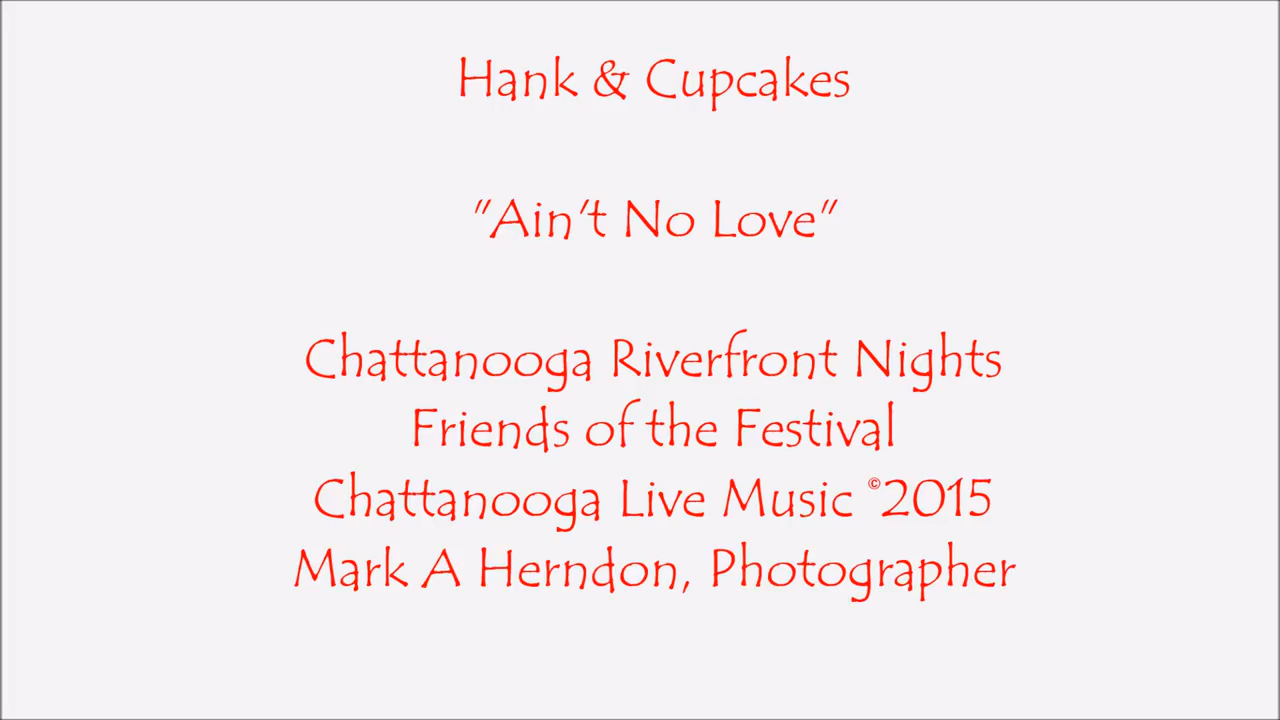 Hank & Cupcakes
"Ain't No Love"
Chattanooga Riverfront Nights
Friends of the Festival
Chattanooga Live Music ©2015
Mark A Herndon, Photographer